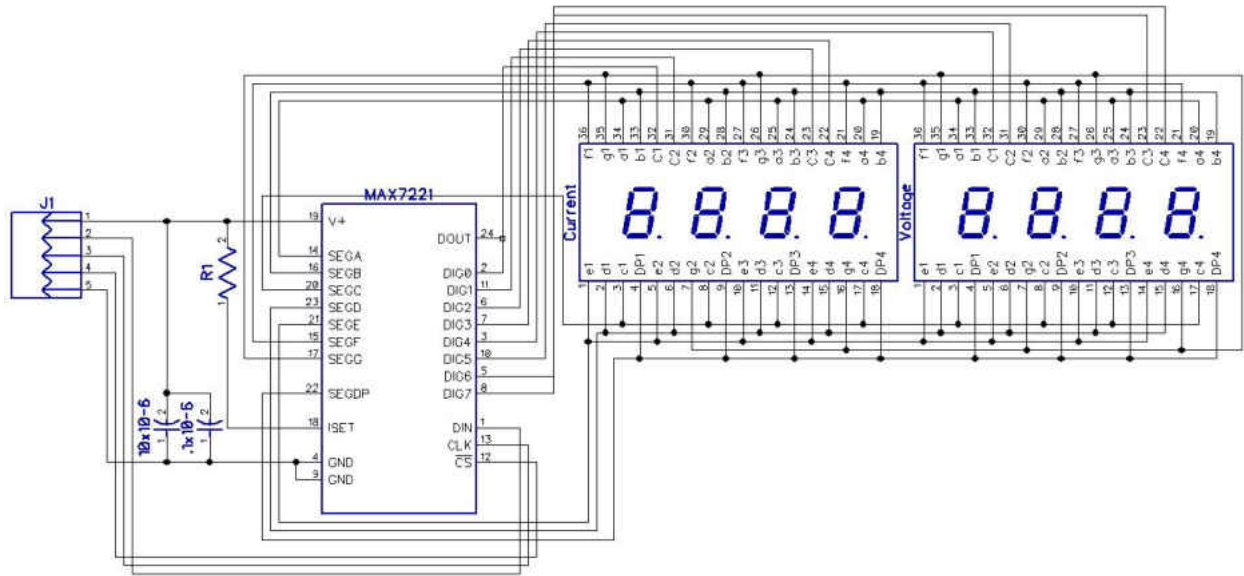 J1
1
2
3
4
5
R1
2
1
10x10-6
2
1
.1x10-6
2
1
MAX7221
19 V+
14 SEGA
16 SEGB
20 SEGC
23 SEGD
21 SEGE
15 SEGF
17 SEGG
22 SEGDP
18 ISET
4 GND
9 GND
DOUT 24
DIG0 2
DIG1 11
DIG2 6
DIG3 7
DIG4 3
DIG5 10
DIG6 5
DIG7 8
DIN 1
CLK 13
CS 12
36 35 34 33 32 31 30 29 28 27 26 25 24 23 22 21 20 19
f1 g1 a1 b1 C1 C2 f2 a2 b2 f3 g3 a3 b3 C3 C4 f4 a4 b4
Current
8.8.8.8.
e1 d1 c1 DP1 e2 d2 g2 c2 DP2 e3 d3 c3 DP3 e4 d4 g4 c4 DP4
1 2 3 4 5 6 7 8 9 10 11 12 13 14 15 16 17 18
36 35 34 33 32 31 30 29 28 27 26 25 24 23 22 21 20 19
f1 g1 a1 b1 C1 C2 f2 a2 b2 f3 g3 a3 b3 C3 C4 f4 a4 b4
Voltage
8.8.8.8.
e1 d1 c1 DP1 e2 d2 g2 c2 DP2 e3 d3 c3 DP3 e4 d4 g4 c4 DP4
1 2 3 4 5 6 7 8 9 10 11 12 13 14 15 16 17 18